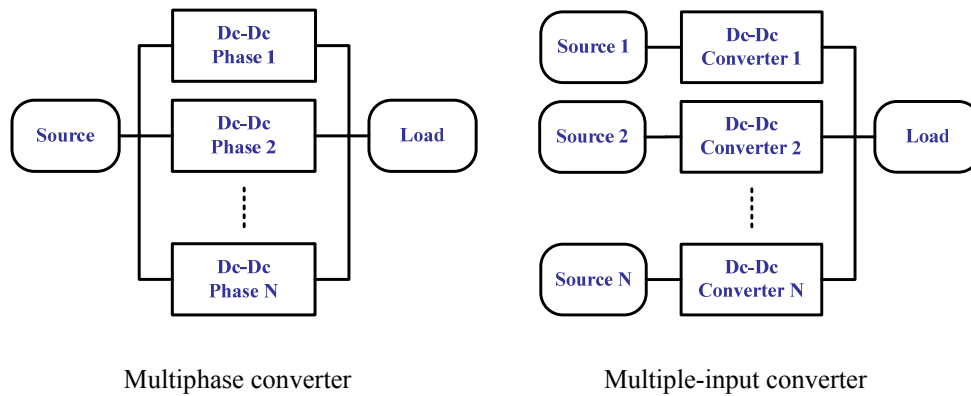 Dc-Dc
Phase 1
Source
Dc-Dc
Phase 2
Load
Dc-Dc
Phase N
Multiphase converter
Source 1
Dc-Dc
Converter 1
Source 2
Dc-Dc
Converter 2
Load
Source N
Dc-Dc
Converter N
Multiple-input converter